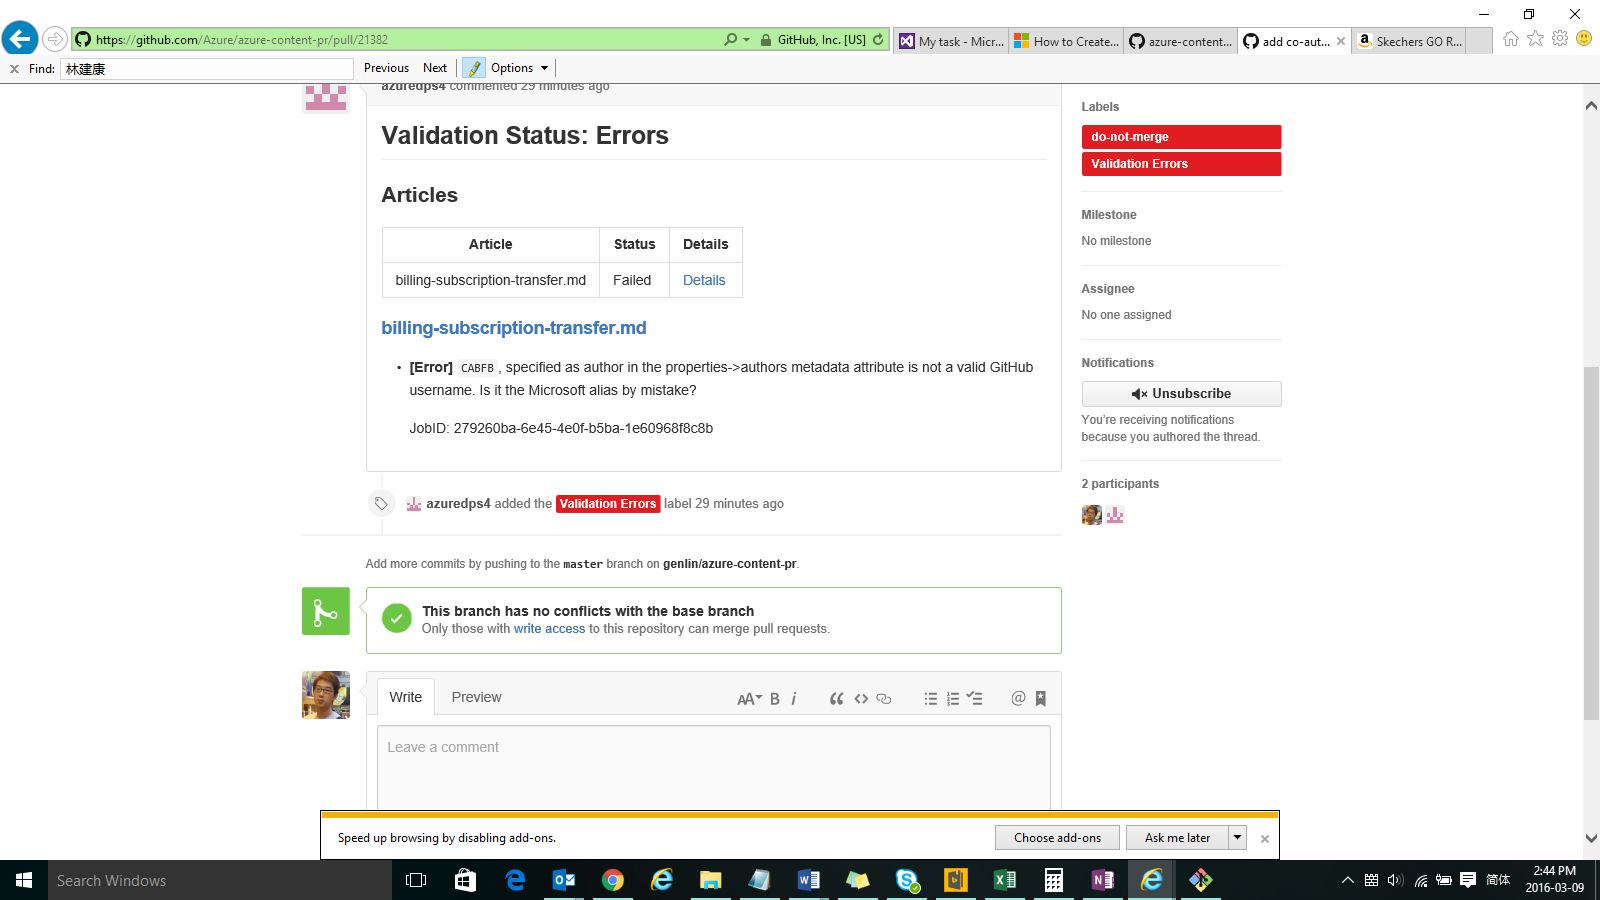 https://github.com/Azure/azure-content-pr/pull/21382
GitHub, Inc. [US]
My task - Micr...
How to Create...
azure-content...
add co-aut...
Skechers GO R...
Find: 林建康
Previous Next Options
azuredps4 commented 29 minutes ago
Validation Status: Errors
Articles
Article Status Details
billing-subscription-transfer.md Failed Details
billing-subscription-transfer.md
• [Error] CABFB , specified as author in the properties->authors metadata attribute is not a valid GitHub
username. Is it the Microsoft alias by mistake?
JobID: 279260ba-6e45-4e0f-b5ba-1e60968f8c8b
azuredps4 added the Validation Errors label 29 minutes ago
Add more commits by pushing to the master branch on genlin/azure-content-pr.
This branch has no conflicts with the base branch
Only those with write access to this repository can merge pull requests.
Write Preview
AA B i
Leave a comment
Labels
do-not-merge
Validation Errors
Milestone
No milestone
Assignee
No one assigned
Notifications
Unsubscribe
You're receiving notifications
because you authored the thread.
2 participants
Speed up browsing by disabling add-ons.
Choose add-ons
Ask me later
Search Windows
简体
2:44 PM
2016-03-09